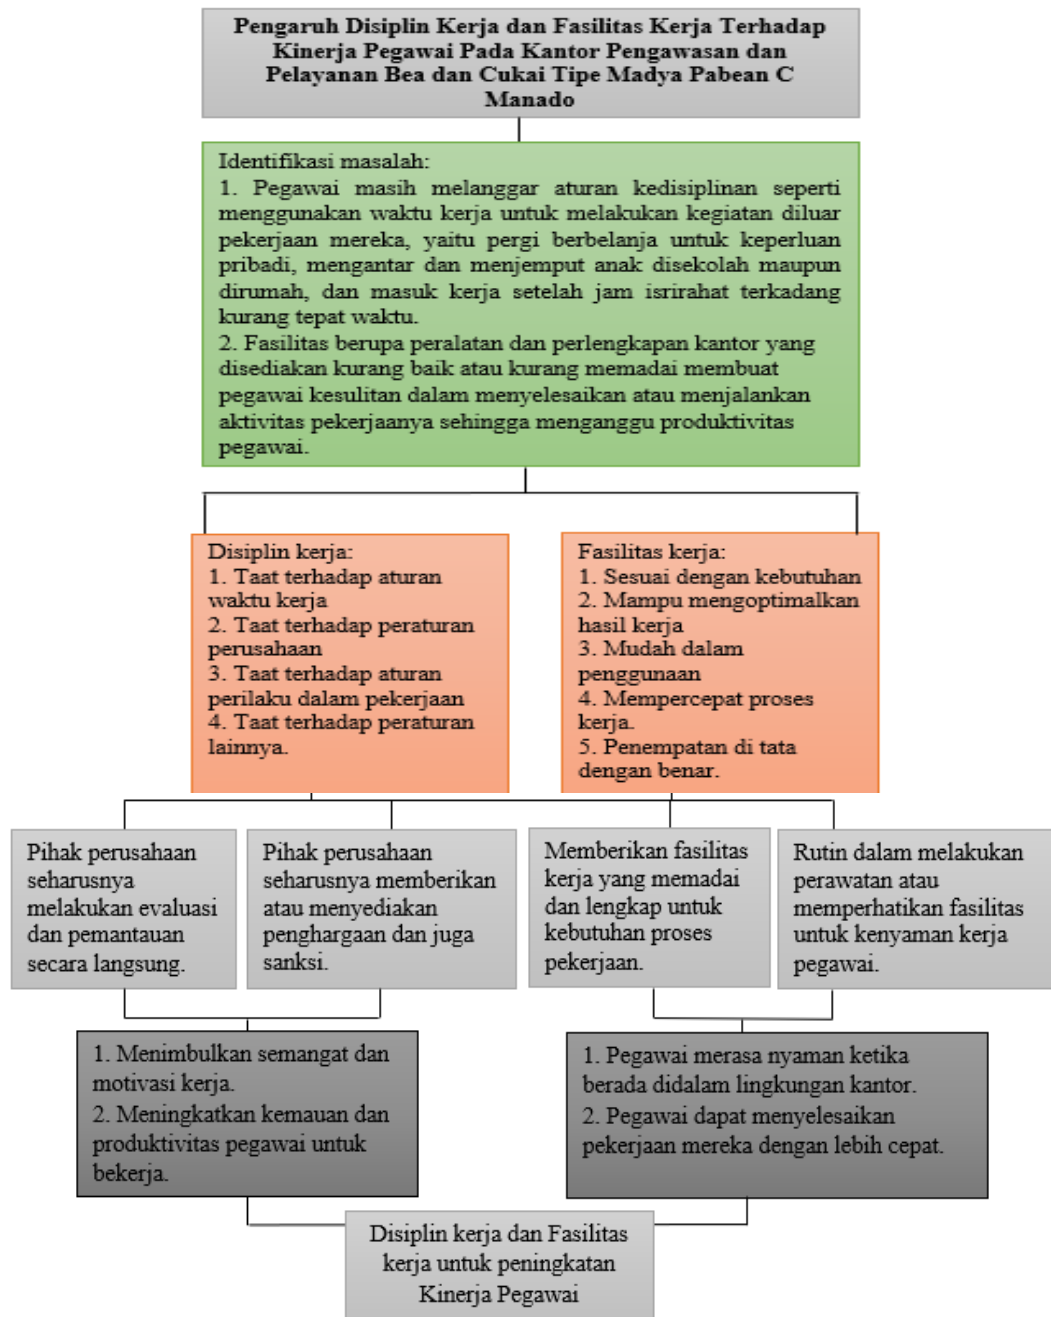 Pengaruh Disiplin Kerja dan Fasilitas Kerja Terhadap
Kinerja Pegawai Pada Kantor Pengawasan dan
Pelayanan Bea dan Cukai Tipe Madya Pabean C
Manado
Identifikasi masalah:
1. Pegawai masih melanggar aturan kedisiplinan seperti
menggunakan waktu kerja untuk melakukan kegiatan diluar
pekerjaan mereka, yaitu pergi berbelanja untuk keperluan
pribadi, mengantar dan menjemput anak disekolah maupun
dirumah, dan masuk kerja setelah jam isrirahat terkadang
kurang tepat waktu.
2. Fasilitas berupa peralatan dan perlengkapan kantor yang
disediakan kurang baik atau kurang memadai membuat
pegawai kesulitan dalam menyelesaikan atau menjalankan
aktivitas pekerjaanya sehingga menganggu produktivitas
pegawai.
Disiplin kerja:
1. Taat terhadap aturan
waktu kerja
2. Taat terhadap peraturan
perusahaan
3. Taat terhadap aturan
perilaku dalam pekerjaan
4. Taat terhadap peraturan
lainnya.
Fasilitas kerja:
1. Sesuai dengan kebutuhan
2. Mampu mengoptimalkan
hasil kerja
3. Mudah dalam
penggunaan
4. Mempercepat proses
kerja.
5. Penempatan di tata
dengan benar.
Pihak perusahaan
seharusnya
melakukan evaluasi
dan pemantauan
secara langsung.
Pihak perusahaan
seharusnya memberikan
atau menyediakan
penghargaan dan juga
sanksi.
Memberikan fasilitas
kerja yang memadai
dan lengkap untuk
kebutuhan proses
pekerjaan.
Rutin dalam melakukan
perawatan atau
memperhatikan fasilitas
untuk kenyaman kerja
pegawai.
1. Menimbulkan semangat dan
motivasi kerja.
2. Meningkatkan kemauan dan
produktivitas pegawai untuk
bekerja.
1. Pegawai merasa nyaman ketika
berada didalam lingkungan kantor.
2. Pegawai dapat menyelesaikan
pekerjaan mereka dengan lebih cepat.
Disiplin kerja dan Fasilitas
kerja untuk peningkatan
Kinerja Pegawai